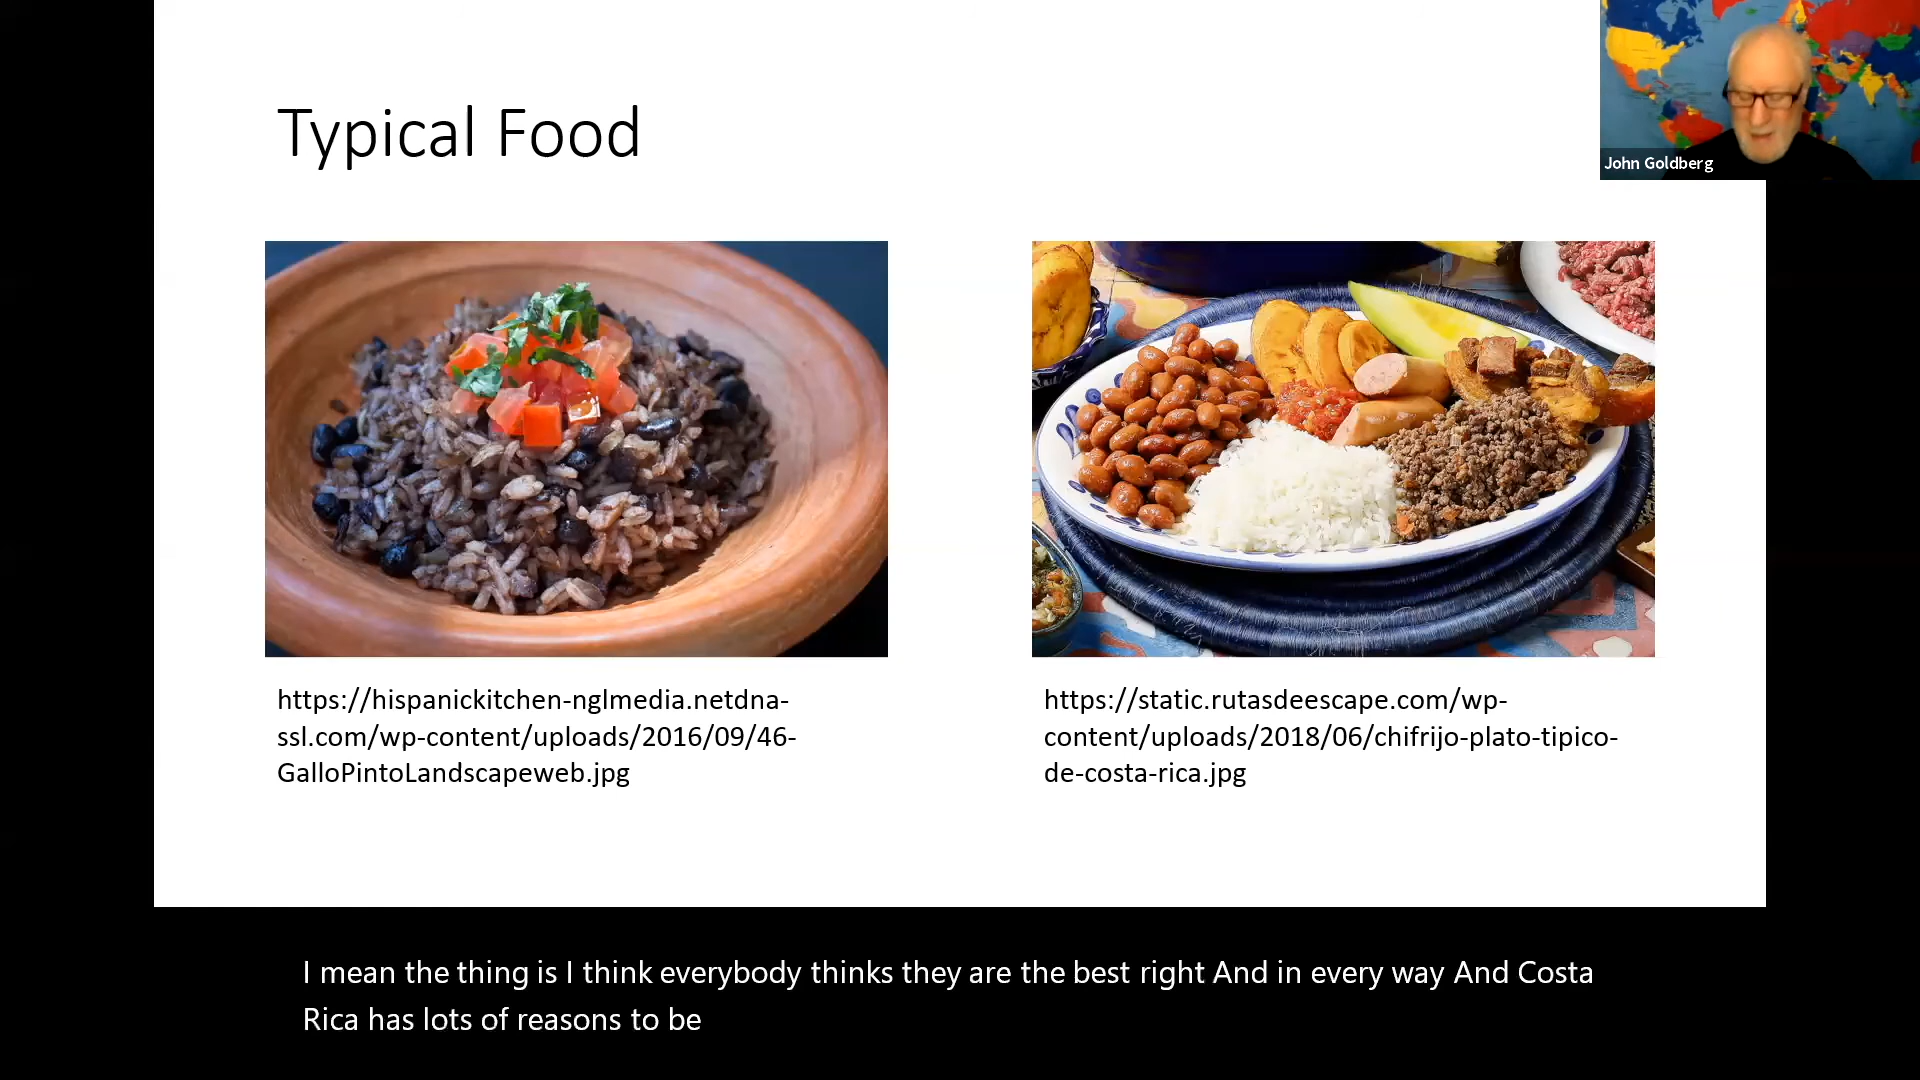 Typical Food
John Goldberg
https://hispanickitchen-nglmedia.netdna-
ssl.com/wp-content/uploads/2016/09/46-
GalloPintoLandscapeweb.jpg
https://static.rutasdeescape.com/wp-
content/uploads/2018/06/chifrijo-plato-tipico-
de-costa-rica.jpg
I mean the thing is I think everybody thinks they are the best right And in every way And Costa
Rica has lots of reasons to be